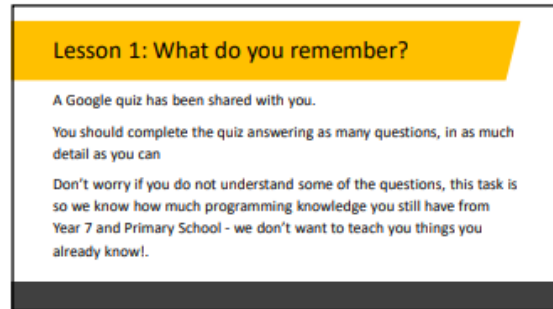 Lesson 1: What do you remember?
A Google quiz has been shared with you.
You should complete the quiz answering as many questions, in as much
detail as you can
Don't worry if you do not understand some of the questions, this task is
so we know how much programming knowledge you still have from
Year 7 and Primary School - we don't want to teach you things you
already know!.